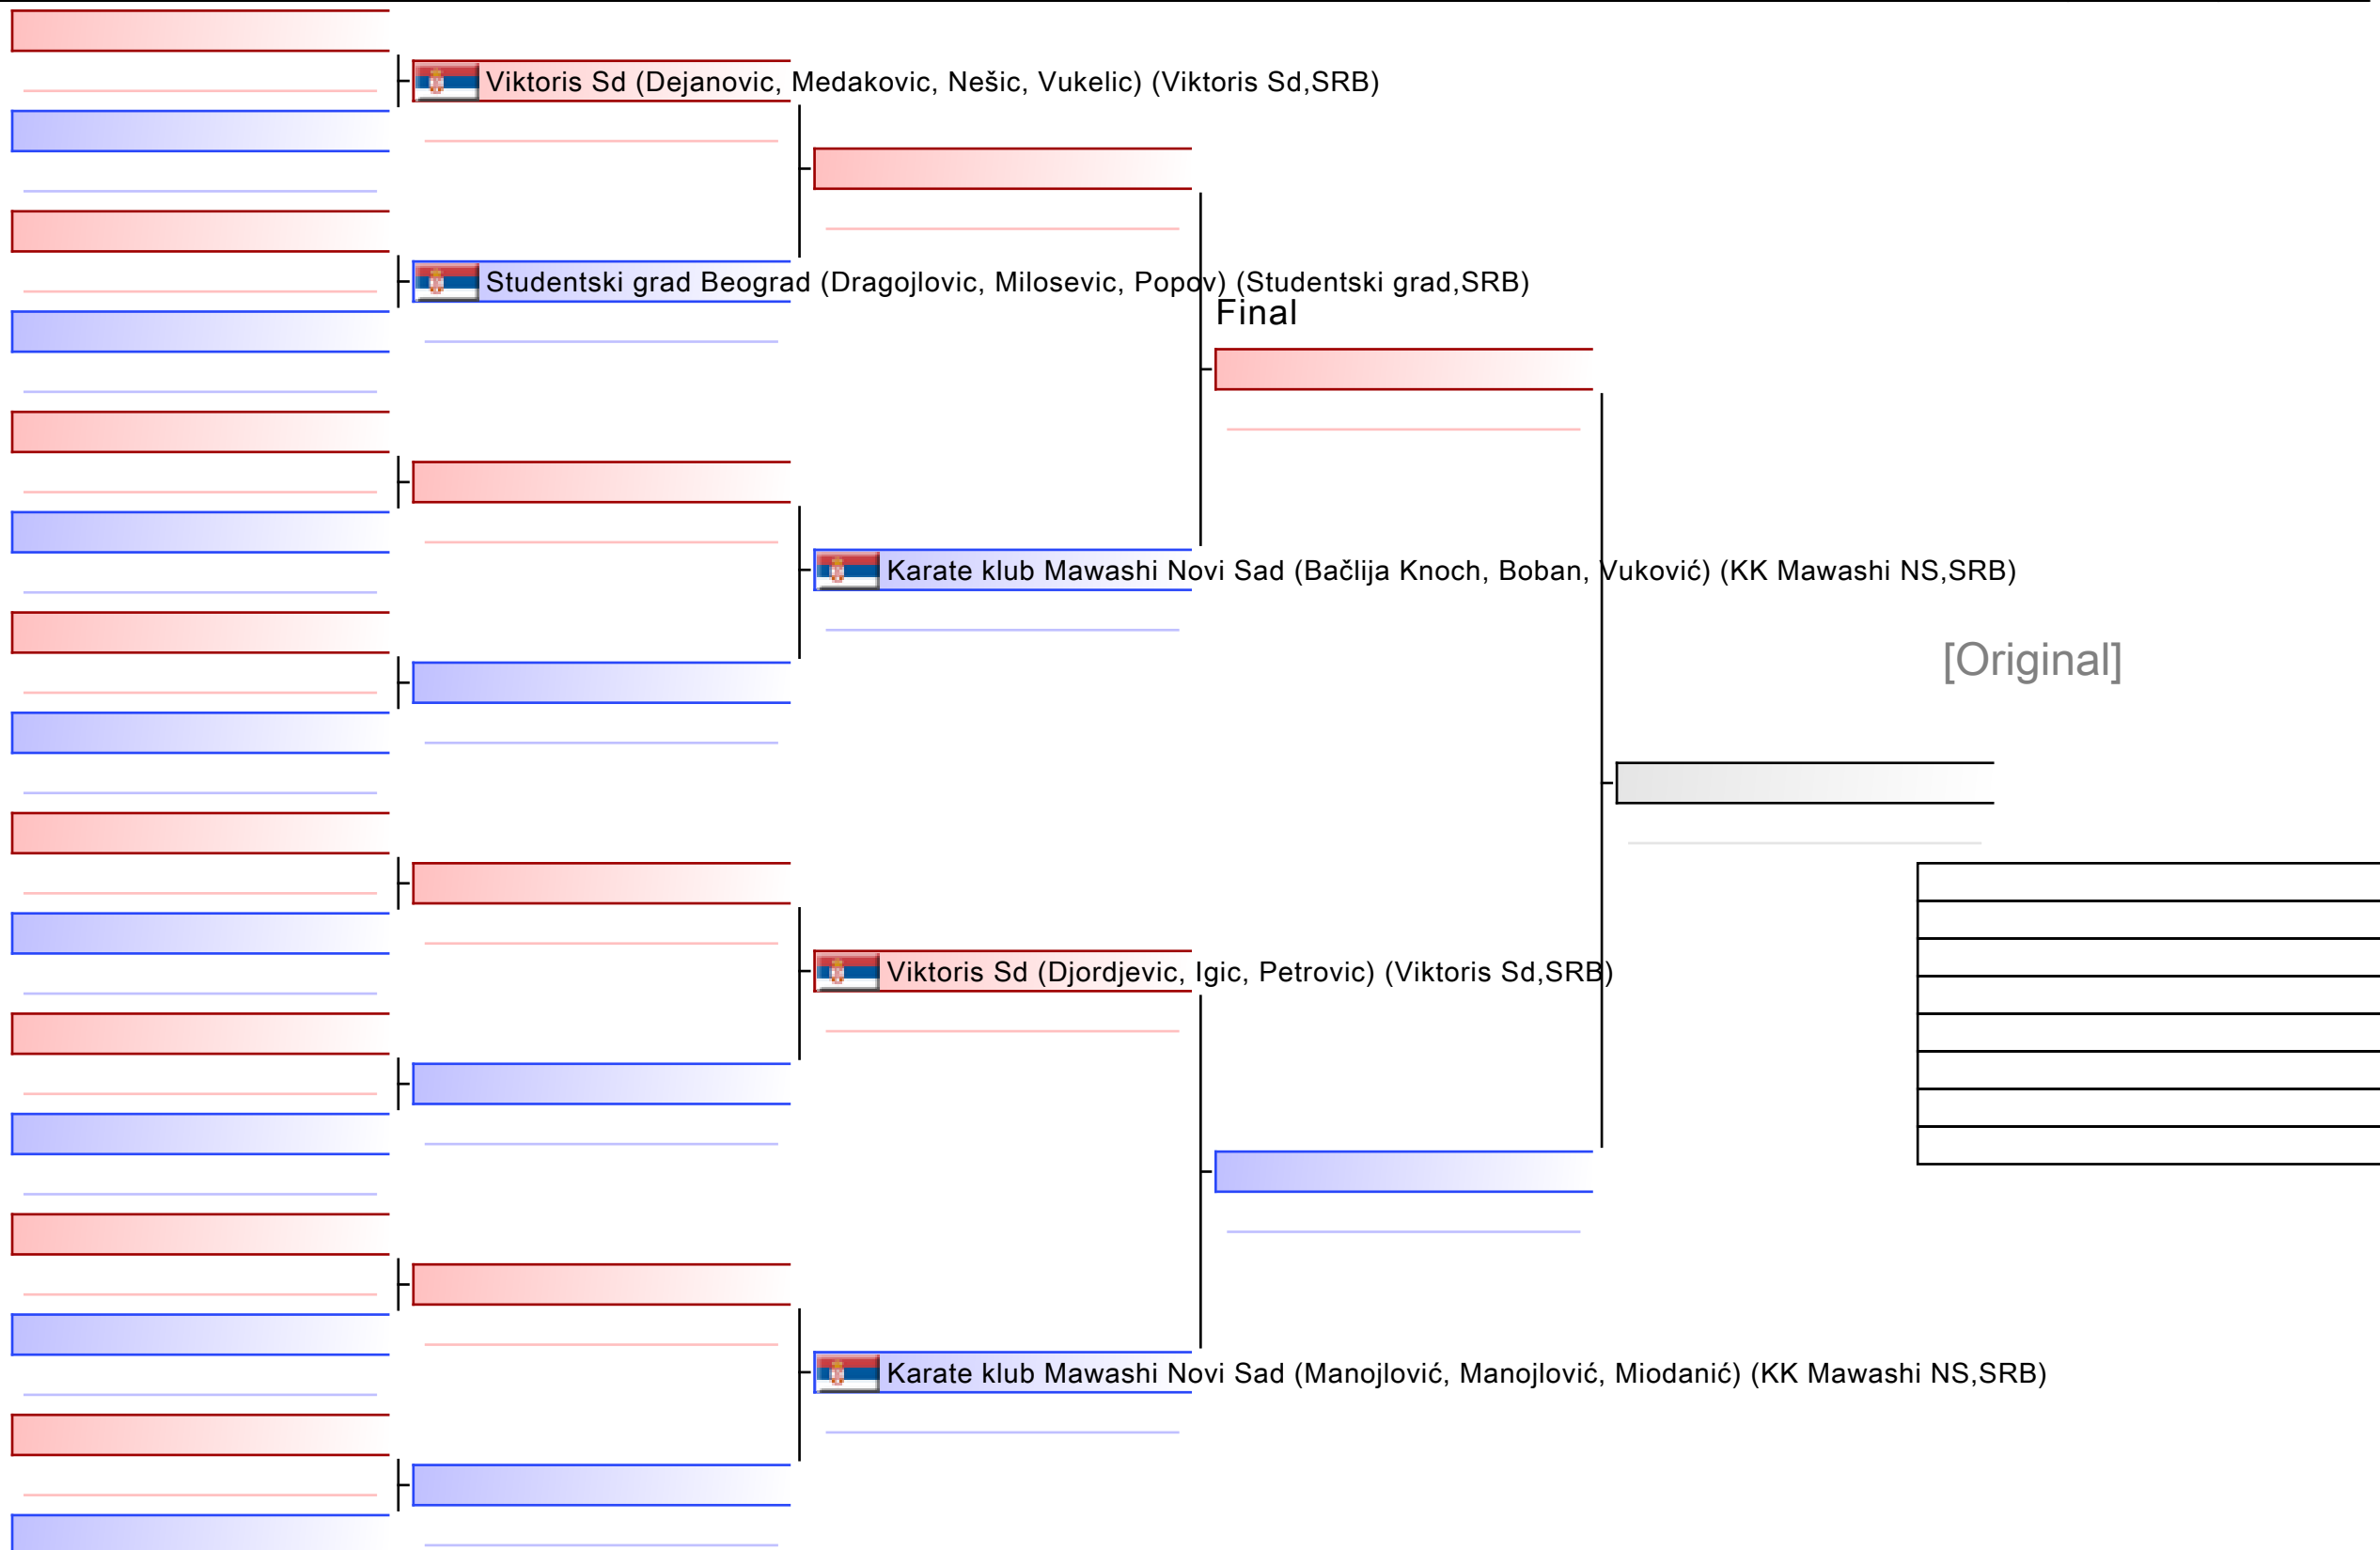 Viktoris Sd (Dejanovic, Medakovic, Nešic, Vukelic) (Viktoris Sd,SRB)
Studentski grad Beograd (Dragojlovic, Milosevic, Popov) (Studentski grad,SRB)
Final
Karate klub Mawashi Novi Sad (Bačlija Knoch, Boban, Vuković) (KK Mawashi NS,SRB)
[Original]
Viktoris Sd (Djordjevic, Igic, Petrovic) (Viktoris Sd,SRB)
Karate klub Mawashi Novi Sad (Manojlović, Manojlović, Miodanić) (KK Mawashi NS,SRB)